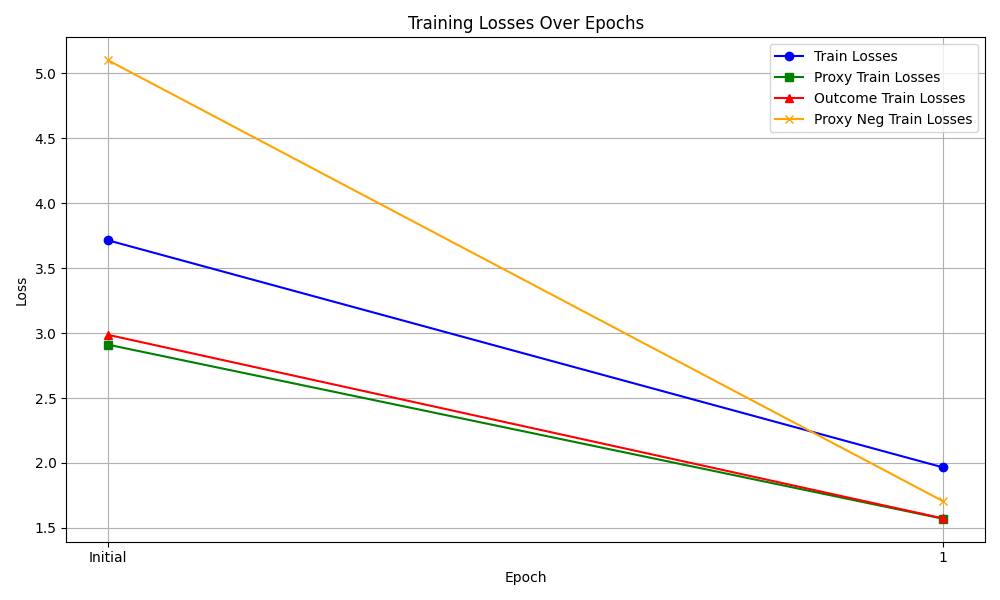 Training Losses Over Epochs
Train Losses
Proxy Train Losses
Outcome Train Losses
Proxy Neg Train Losses
Loss
5.0
4.5
4.0
3.5
3.0
2.5
2.0
1.5
Initial
1
Epoch